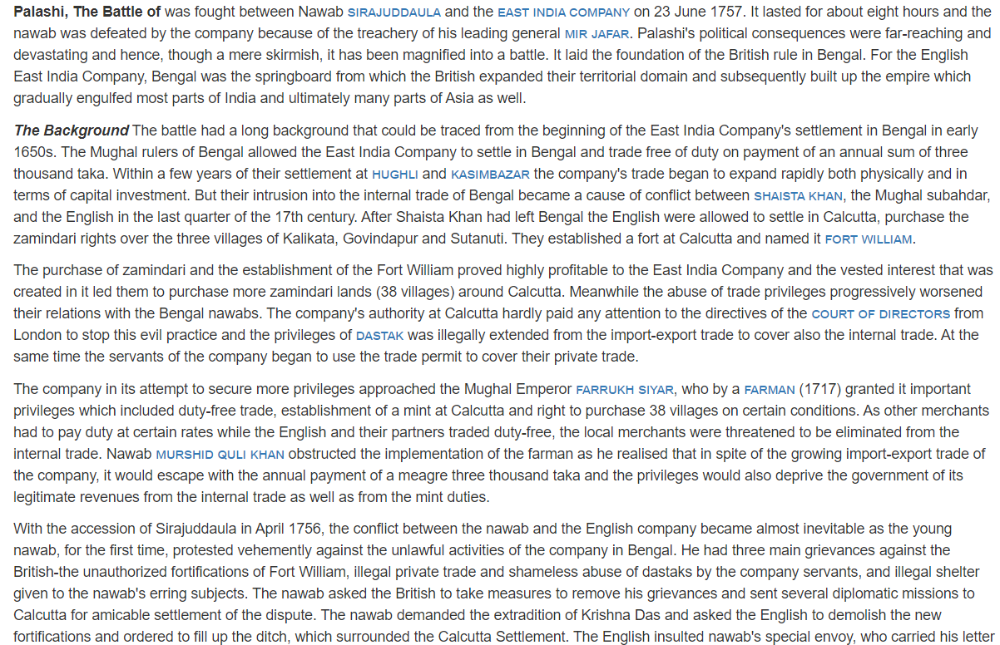 Palashi, The Battle of was fought between Nawab SIRAJUDDAULA and the EAST INDIA COMPANY on 23 June 1757. It lasted for about eight hours and the
nawab was defeated by the company because of the treachery of his leading general MIR JAFAR. Palashi's political consequences were far-reaching and
devastating and hence, though a mere skirmish, it has been magnified into a battle. It laid the foundation of the British rule in Bengal. For the English
East India Company, Bengal was the springboard from which the British expanded their territorial domain and subsequently built up the empire which
gradually engulfed most parts of India and ultimately many parts of Asia as well.
The Background The battle had a long background that could be traced from the beginning of the East India Company's settlement in Bengal in early
1650s. The Mughal rulers of Bengal allowed the East India Company to settle in Bengal and trade free of duty on payment of an annual sum of three
thousand taka. Within a few years of their settlement at HUGHLI and KASIMBAZAR the company's trade began to expand rapidly both physically and in
terms of capital investment. But their intrusion into the internal trade of Bengal became a cause of conflict between SHAISTA KHAN, the Mughal subahdar,
and the English in the last quarter of the 17th century. After Shaista Khan had left Bengal the English were allowed to settle in Calcutta, purchase the
zamindari rights over the three villages of Kalikata, Govindapur and Sutanuti. They established a fort at Calcutta and named it FORT WILLIAM.
The purchase of zamindari and the establishment of the Fort William proved highly profitable to the East India Company and the vested interest that was
created in it led them to purchase more zamindari lands (38 villages) around Calcutta. Meanwhile the abuse of trade privileges progressively worsened
their relations with the Bengal nawabs. The company's authority at Calcutta hardly paid any attention to the directives of the COURT OF DIRECTORS from
London to stop this evil practice and the privileges of DASTAK was illegally extended from the import-export trade to cover also the internal trade. At the
same time the servants of the company began to use the trade permit to cover their private trade.
The company in its attempt to secure more privileges approached the Mughal Emperor FARRUKH SIYAR, who by a FARMAN (1717) granted it important
privileges which included duty-free trade, establishment of a mint at Calcutta and right to purchase 38 villages on certain conditions. As other merchants
had to pay duty at certain rates while the English and their partners traded duty-free, the local merchants were threatened to be eliminated from the
internal trade. Nawab MURSHID QULI KHAN obstructed the implementation of the farman as he realised that in spite of the growing import-export trade of
the company, it would escape with the annual payment of a meagre three thousand taka and the privileges would also deprive the government of its
legitimate revenues from the internal trade as well as from the mint duties.
With the accession of Sirajuddaula in April 1756, the conflict between the nawab and the English company became almost inevitable as the young
nawab, for the first time, protested vehemently against the unlawful activities of the company in Bengal. He had three main grievances against the
British-the unauthorized fortifications of Fort William, illegal private trade and shameless abuse of dastaks by the company servants, and illegal shelter
given to the nawab's erring subjects. The nawab asked the British to take measures to remove his grievances and sent several diplomatic missions to
Calcutta for amicable settlement of the dispute. The nawab demanded the extradition of Krishna Das and asked the English to demolish the new
fortifications and ordered to fill up the ditch, which surrounded the Calcutta Settlement. The English insulted nawab's special envoy, who carried his letter